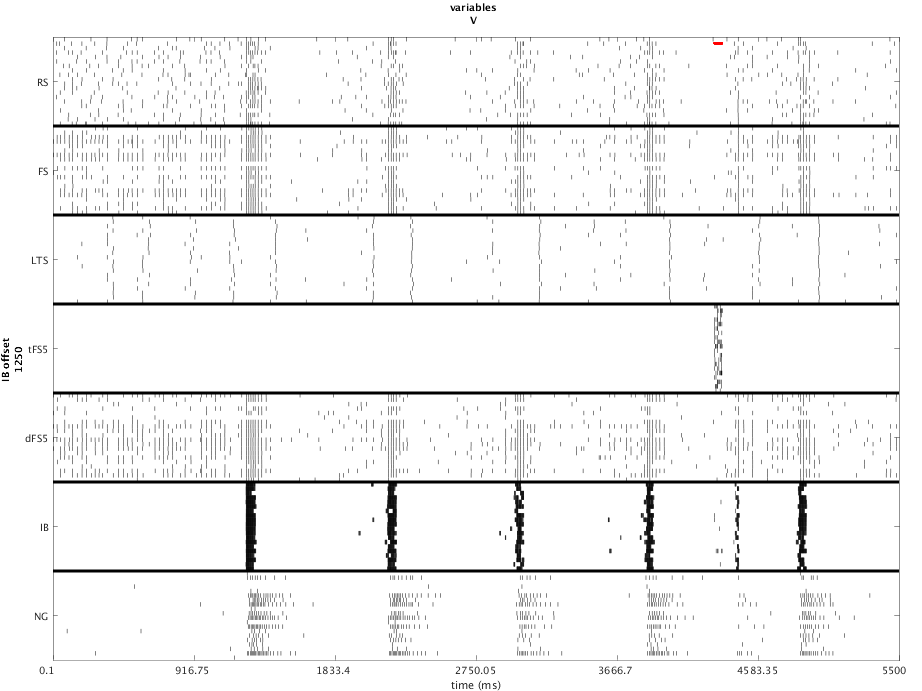 variables
V
RS
FS
LTS
tFS5
dFS5
IB
NG
IB offset
1250
0.1 916.75 1833.4 2750.05 3666.7 4583.35 5500
time (ms)